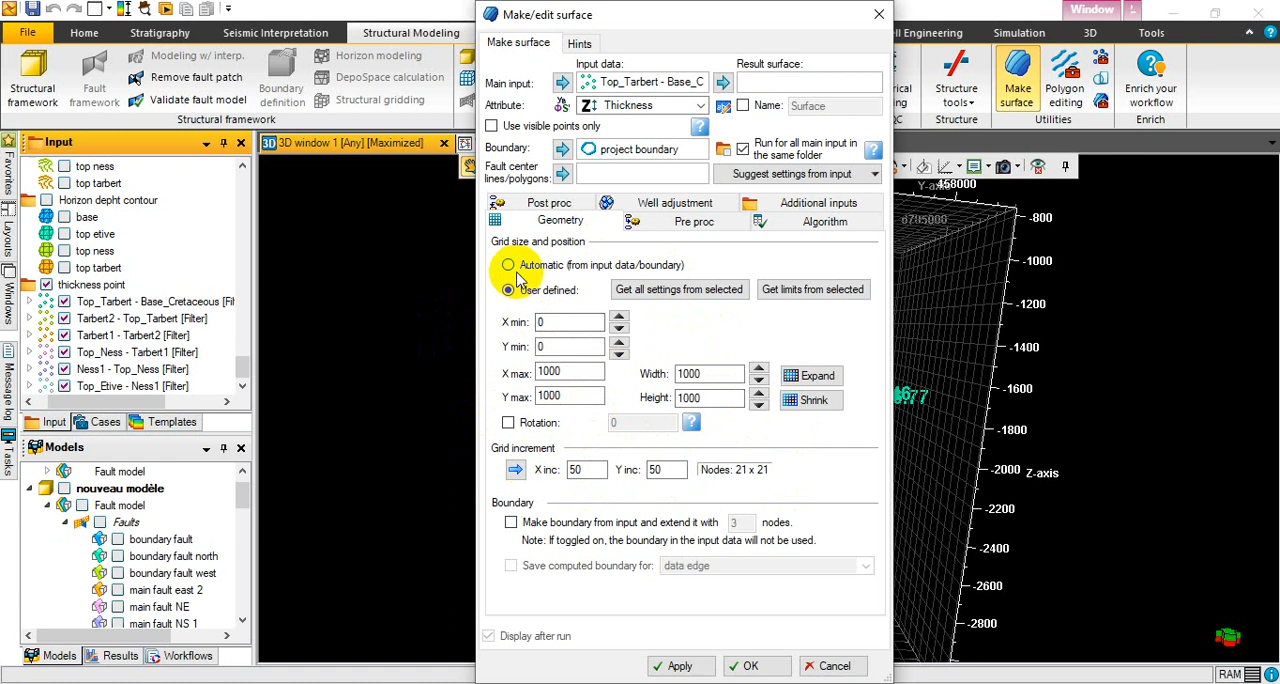 Make/edit surface
Window
File
Home
Stratigraphy
Seismic Interpretation
Structural Modeling
ell Engineering
Simulation
3D
Tools
Structural
framework
Fault
framework
Modeling w/ interp.
Remove fault patch
Validate fault model
Boundary
definition
Horizon modeling
DepoSpace calculation
Structural gridding
Structural framework
QC
Structure
tools
Structure
Make
surface
Polygon
editing
Utilities
Enrich your
workflow
Enrich
Make surface
Hints
Input data:
Result surface:
Main input:
Top_Tarbert - Base_C
Attribute:
Thickness
Name:
Surface
Use visible points only
Boundary:
project boundary
Run for all main input in
the same folder
Fault center
lines/polygons:
Suggest settings from input
Post proc
Well adjustment
Additional inputs
Geometry
Pre proc
Algorithm
Grid size and position
Automatic (from input data/boundary)
User defined:
Get all settings from selected
Get limits from selected
X min:
0
Y min:
0
X max:
1000
Width:
1000
Expand
Y max:
1000
Height:
1000
Shrink
Rotation:
0
Grid increment
X inc:
50
Y inc:
50
Nodes: 21 x 21
Boundary
Make boundary from input and extend it with
3
nodes.
Note: If toggled on, the boundary in the input data will not be used.
Save computed boundary for:
data edge
Display after run
Apply
OK
Cancel
Favorites
Layouts
Windows
Message log
Tasks
Input
top ness
top tarbert
Horizon depht contour
base
top etive
top ness
top tarbert
thickness point
Top_Tarbert - Base_Cretaceous [Fil
Tarbert2 - Top_Tarbert [Filter]
Tarbert1 - Tarbert2 [Filter]
Top_Ness - Tarbert1 [Filter]
Ness1 - Top_Ness [Filter]
Top_Etive - Ness1 [Filter]
Input
Cases
Templates
Models
Fault model
nouveau modèle
Fault model
Faults
boundary fault
boundary fault north
boundary fault west
main fault east 2
main fault NE
main fault NS 1
Models
Results
Workflows
3D window 1 [Any] [Maximized]
Y-axis
458000
-800
-1000
-1200
-1400
-1600
-1800
-2000
Z-axis
-2200
-2400
-2600
-2800
RAM